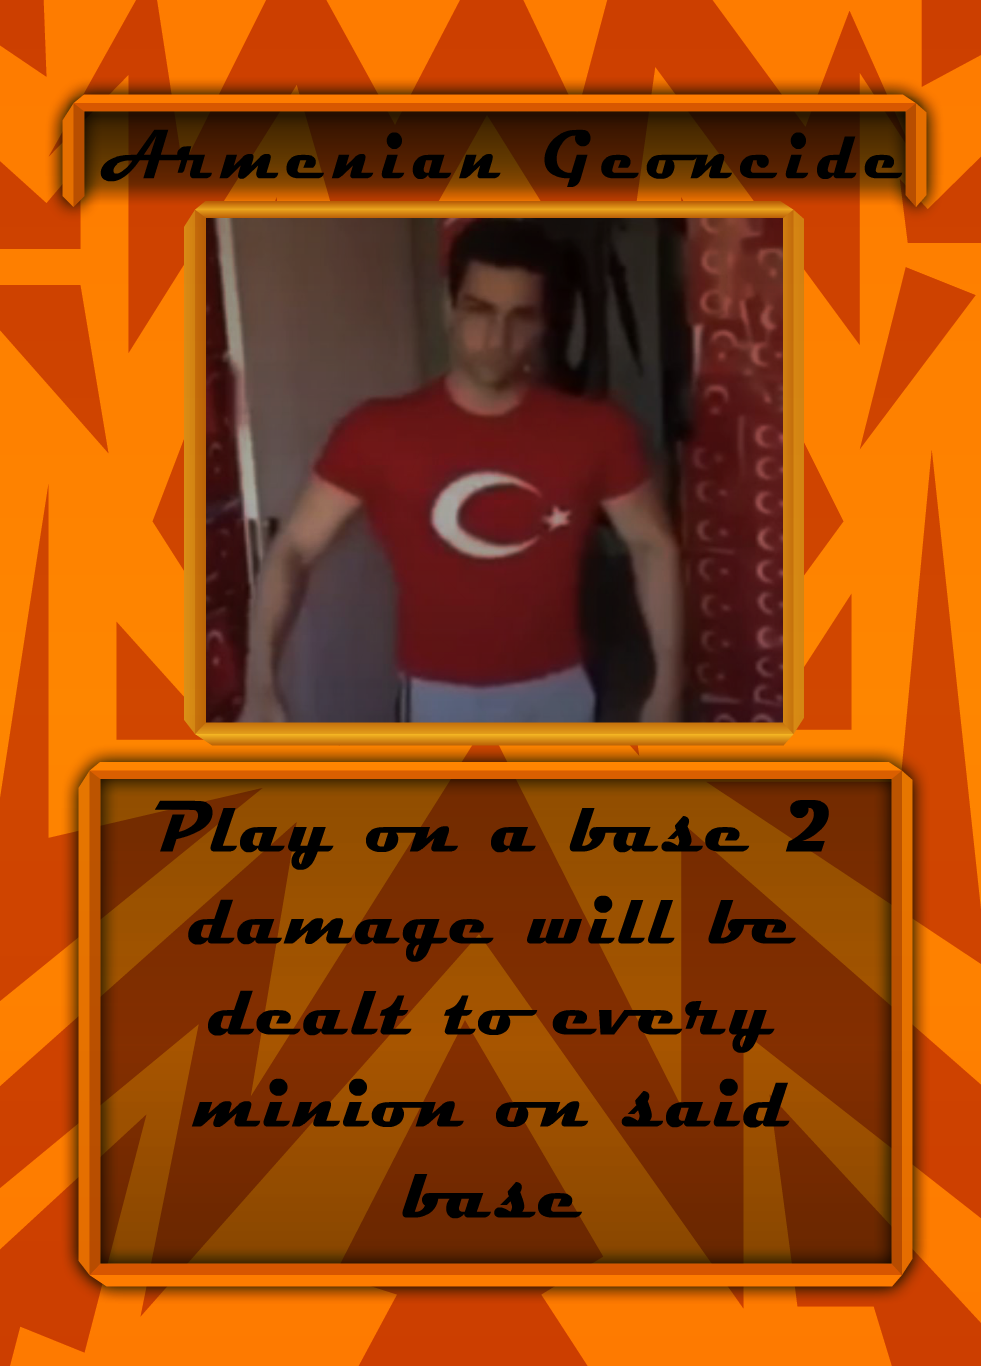 Armenian Geoncide
Play on a base 2
damage will be
dealt to every
minion on said
base